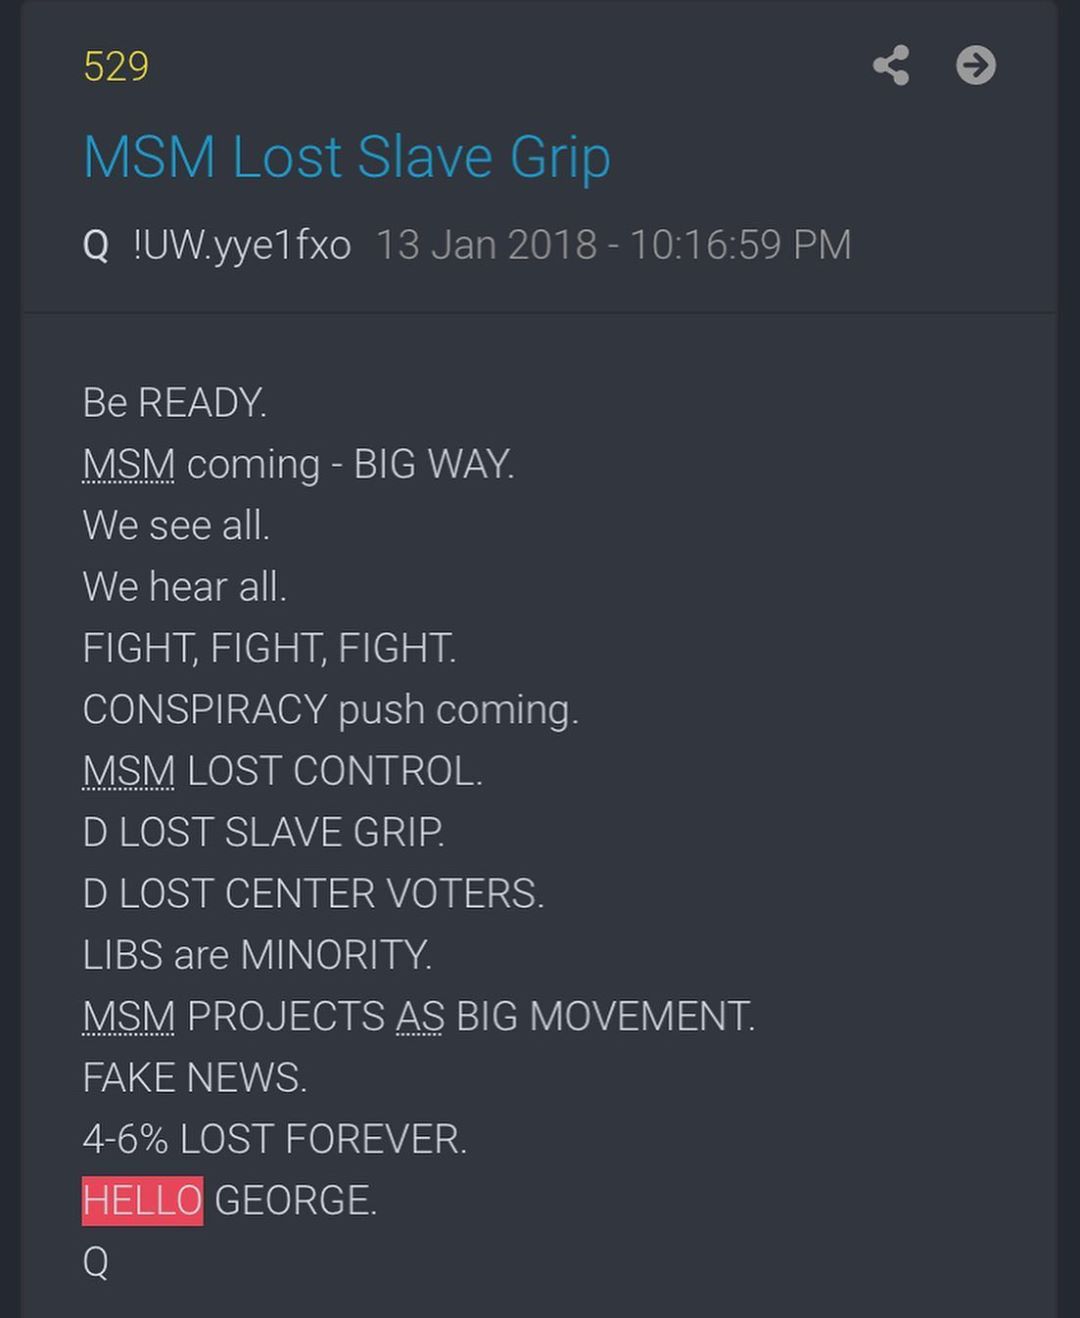 529
MSM Lost Slave Grip
Q !UW.yye1fxo 13 Jan 2018 - 10:16:59 PM
Be READY.
MSM coming - BIG WAY.
We see all.
We hear all.
FIGHT, FIGHT, FIGHT.
CONSPIRACY push coming.
MSM LOST CONTROL.
D LOST SLAVE GRIP.
D LOST CENTER VOTERS.
LIBS are MINORITY.
MSM PROJECTS AS BIG MOVEMENT.
FAKE NEWS.
4-6% LOST FOREVER.
HELLO GEORGE.
Q